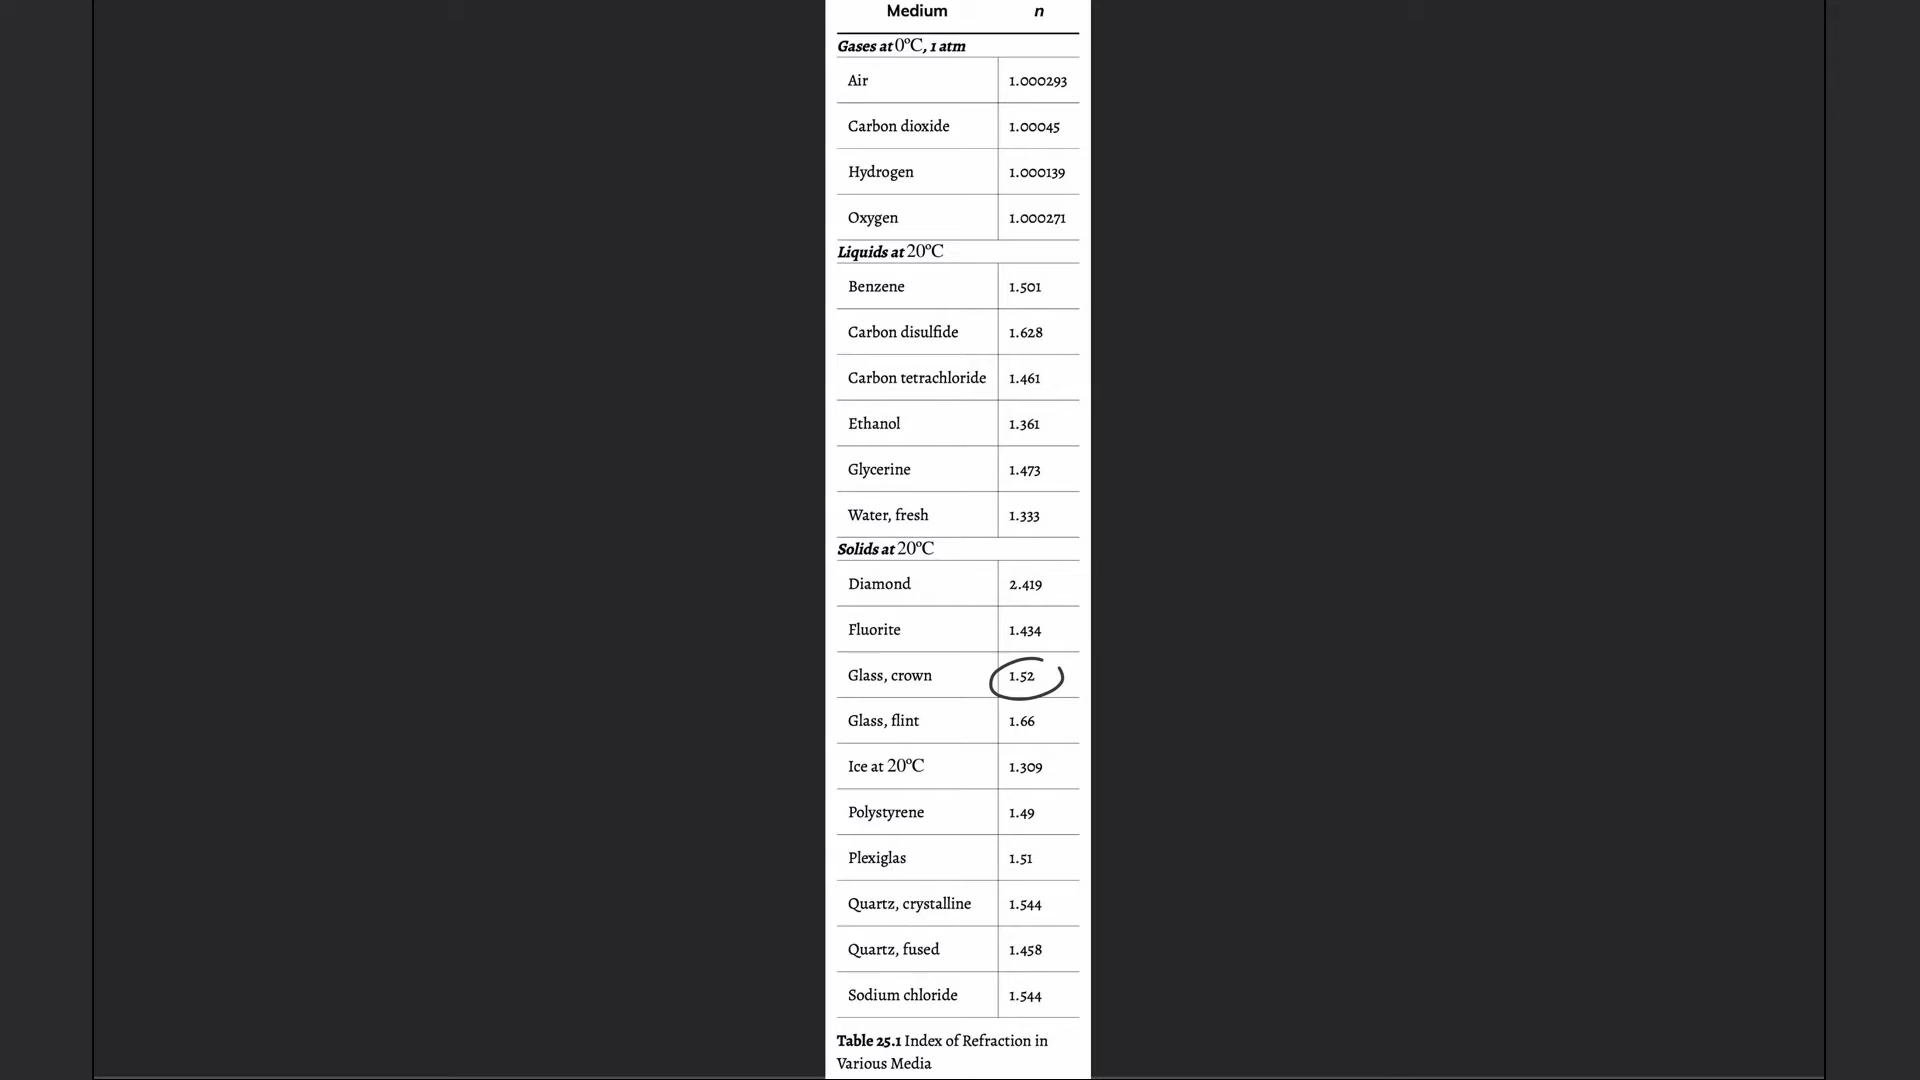 Medium n
Gases at 0°C, 1 atm
Air 1.000293
Carbon dioxide 1.00045
Hydrogen 1.000139
Oxygen 1.000271
Liquids at 20°C
Benzene 1.501
Carbon disulfide 1.628
Carbon tetrachloride 1.461
Ethanol 1.361
Glycerine 1.473
Water, fresh 1.333
Solids at 20°C
Diamond 2.419
Fluorite 1.434
Glass, crown 1.52
Glass, flint 1.66
Ice at 20°C 1.309
Polystyrene 1.49
Plexiglas 1.51
Quartz, crystalline 1.544
Quartz, fused 1.458
Sodium chloride 1.544
Table 25.1 Index of Refraction in
Various Media